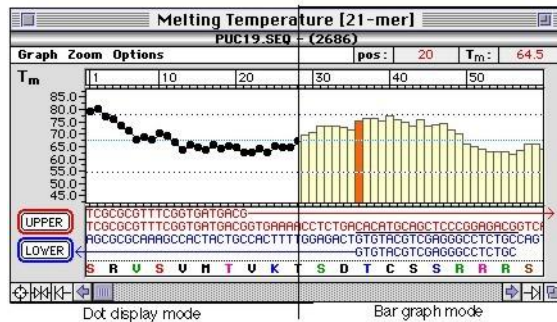 Melting Temperature [21-mer]
PUC19.SEQ - (2686)
Graph Zoom Options pos: 20 Tm: 64.5
Tm 1 10 20 30 40 50
85.0
80.0
75.0
70.0
65.0
60.0
55.0
50.0
45.0
TCGCGCGTTTCGGTGATGACG
UPPER TCGCGCGTTTCGGTGATGACGGTGAAAACCTCTGACACATGCAGCTCCCGGAGACGGTCA
LOWER AGCGCGCAAAGCCACTACTGCCACTTTTGGAGACTGTGTACGTCGAGGGCCTCTGCCAGT
GTGTACGTCGAGGGCCTCTGC
S R V S V M T V K T S D T C S S R R R S
Dot display mode Bar graph mode